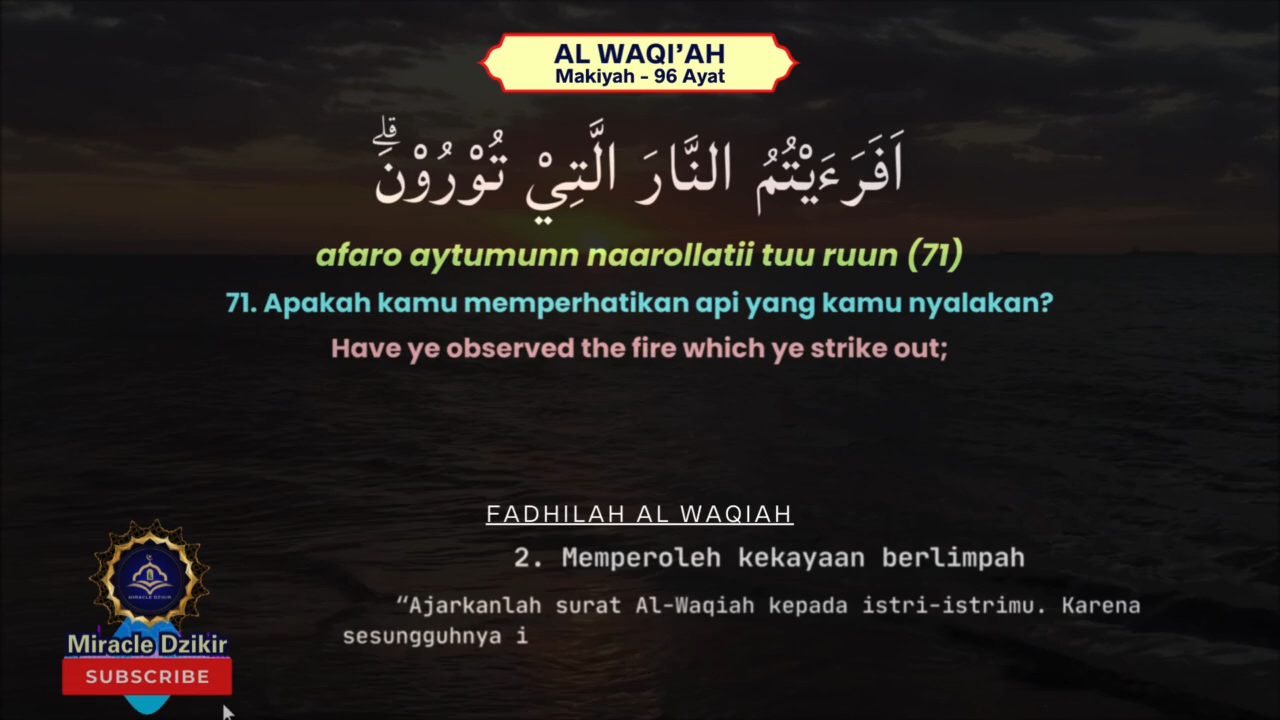 AL WAQI’AH
Makiyah - 96 Ayat
اَفَرَءَيْتُمُ النَّارَ الَّتِيْ تُوْرُوْنَۗ
afaro aytumunn naarollatii tuu ruun (71)
71. Apakah kamu memperhatikan api yang kamu nyalakan?
Have ye observed the fire which ye strike out;
FADHILAH AL WAQIAH
2. Memperoleh kekayaan berlimpah
“Ajarkanlah surat Al-Waqiah kepada istri-istrimu. Karena
sesungguhnya i
MIRACLE DZIKIR
Miracle Dzikir
SUBSCRIBE